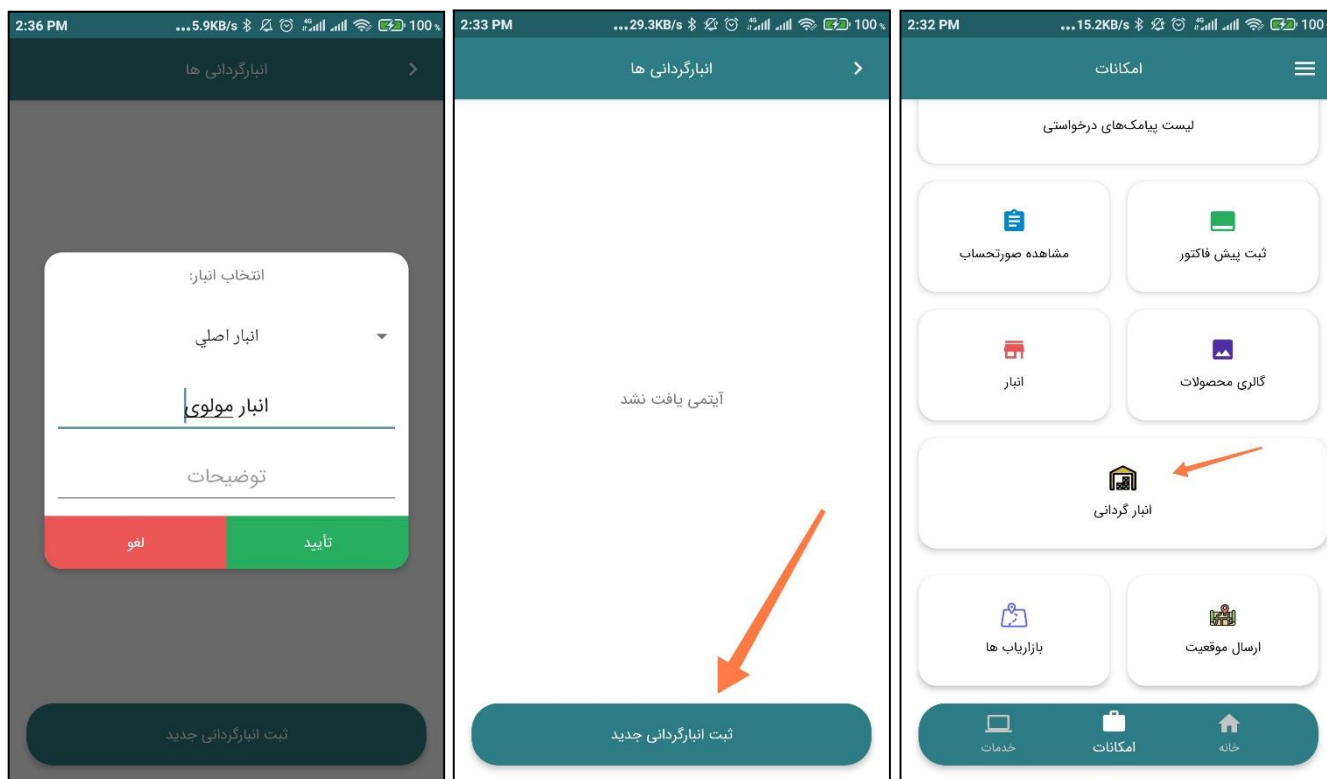 2:32 PM ...15.2KB/s 4G 100
امکانات
لیست پیامک‌های درخواستی
ثبت پیش فاکتور
مشاهده صورتحساب
گالری محصولات
انبار
انبار گردانی
ارسال موقعیت
بازاریاب ها
خانه
امکانات
خدمات
2:33 PM ...29.3KB/s 4G 100%
انبارگردانی ها
آیتمی یافت نشد
ثبت انبارگردانی جدید
2:36 PM ...5.9KB/s 4G 100%
انبارگردانی ها
انتخاب انبار:
انبار اصلي
انبار مولوی
توضیحات
تأیید
لغو
ثبت انبارگردانی جدید